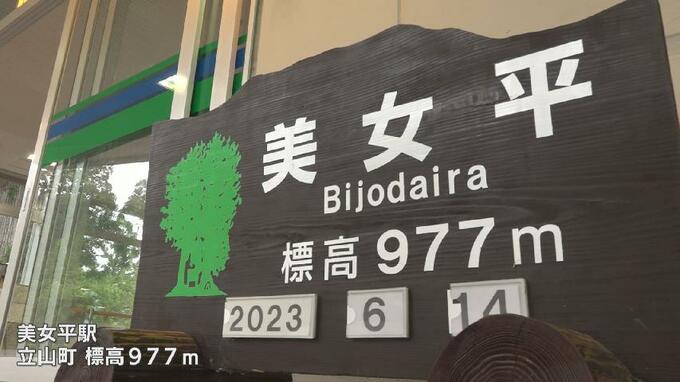 美女平
Bijodaira
標高977m
2023 6 14
美女平駅
立山町 標高977m